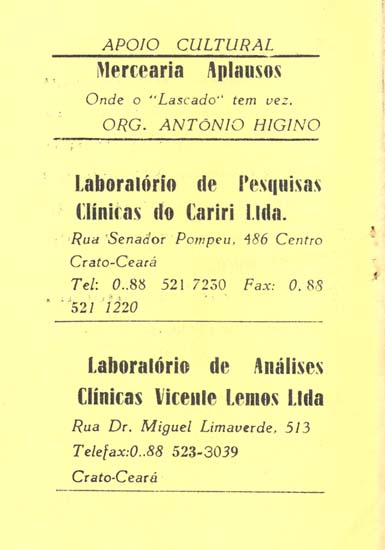 APOIO CULTURAL
Mercearia Aplausos
Onde o "Lascado" tem vez.
ORG. ANTÔNIO HIGINO
Laboratório de Pesquisas
Clínicas do Cariri Ltda.
Rua Senador Pompeu, 486 Centro
Crato-Ceará
Tel: 0..88 521 7230 Fax: 0.88
521 1220
Laboratório de Análises
Clínicas Vicente Lemos Ltda
Rua Dr. Miguel Limaverde, 513
Telefax:0..88 523-3039
Crato-Ceará